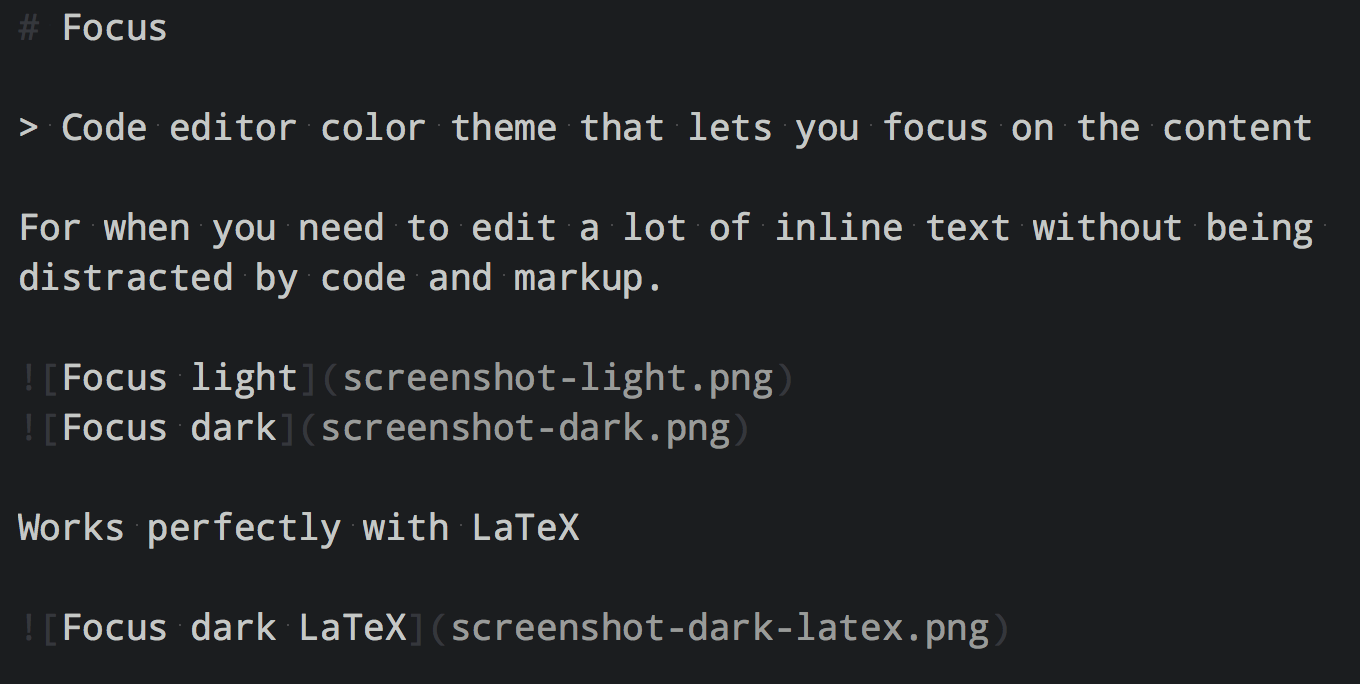 # Focus
> Code editor color theme that lets you focus on the content
For when you need to edit a lot of inline text without being
distracted by code and markup.
![Focus light](screenshot-light.png)
![Focus dark](screenshot-dark.png)
Works perfectly with LaTeX
![Focus dark LaTeX](screenshot-dark-latex.png)